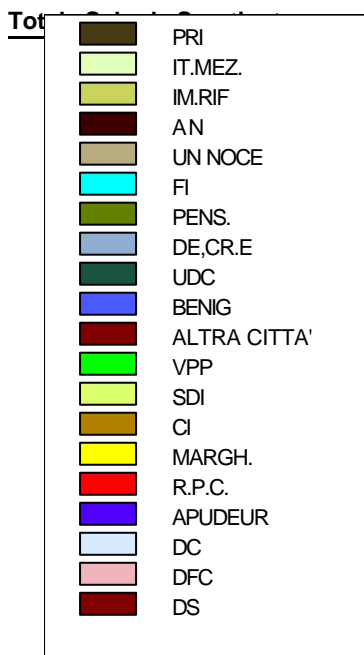 PRI
IT.MEZ.
IM.RIF
AN
UN NOCE
FI
PENS.
DE,CR.E
UDC
BENIG
ALTRA CITTA'
VPP
SDI
CI
MARGH.
R.P.C.
APUDEUR
DC
DFC
DS